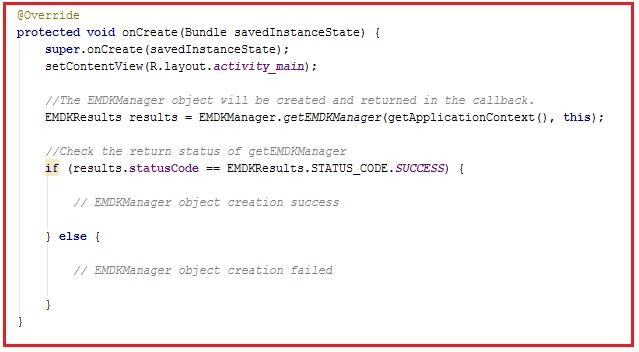 @Override
protected void onCreate(Bundle savedInstanceState) {
super.onCreate(savedInstanceState);
setContentView(R.layout.activity_main);
//The EMDKManager object will be created and returned in the callback.
EMDKResults results = EMDKManager.getEMDKManager(getApplicationContext(), this);
//Check the return status of getEMDKManager
if (results.statusCode == EMDKResults.STATUS_CODE.SUCCESS) {
// EMDKManager object creation success
} else {
// EMDKManager object creation failed
}
}